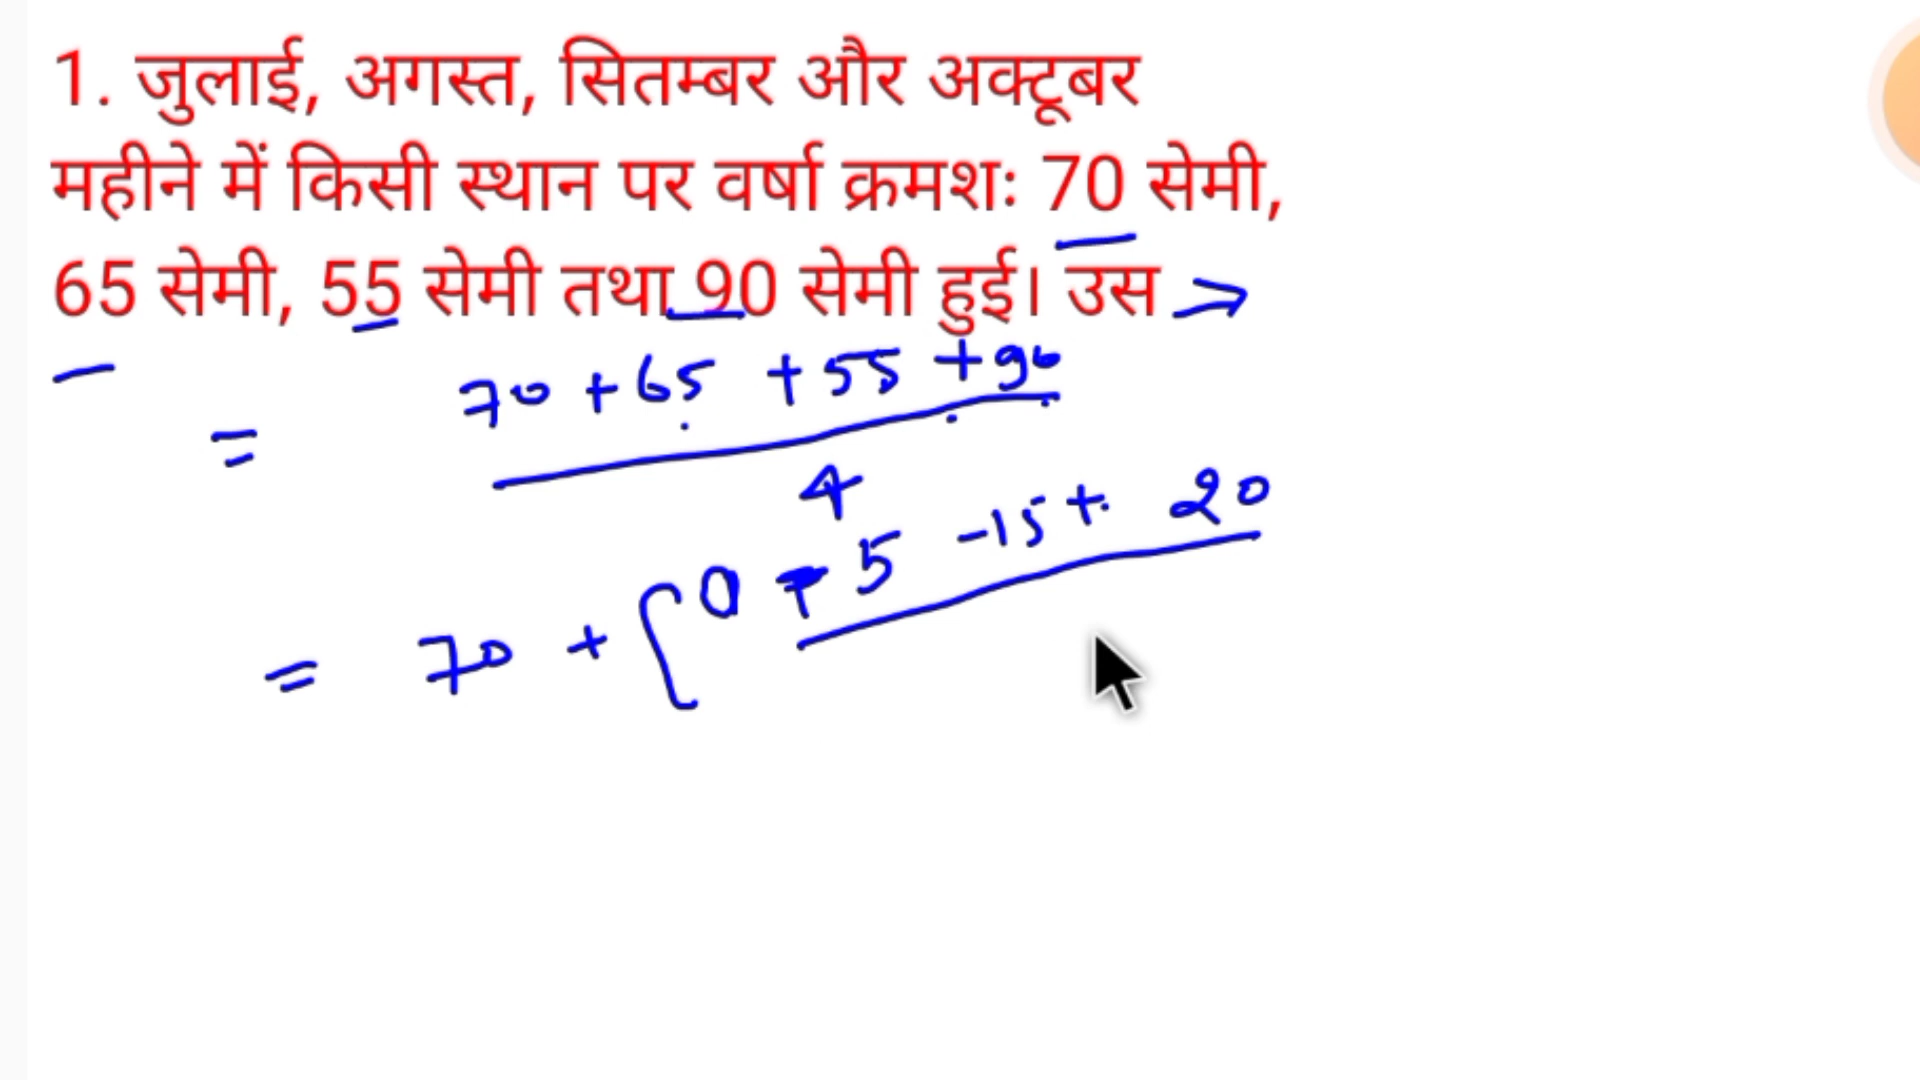 1. जुलाई, अगस्त, सितम्बर और अक्टूबर
महीने में किसी स्थान पर वर्षा क्रमशः 70 सेमी,
65 सेमी, 55 सेमी तथा 90 सेमी हुई। उस →
= 70 + 65 + 55 + 90
4
= 70 + [ 0 - 5 - 15 + 20